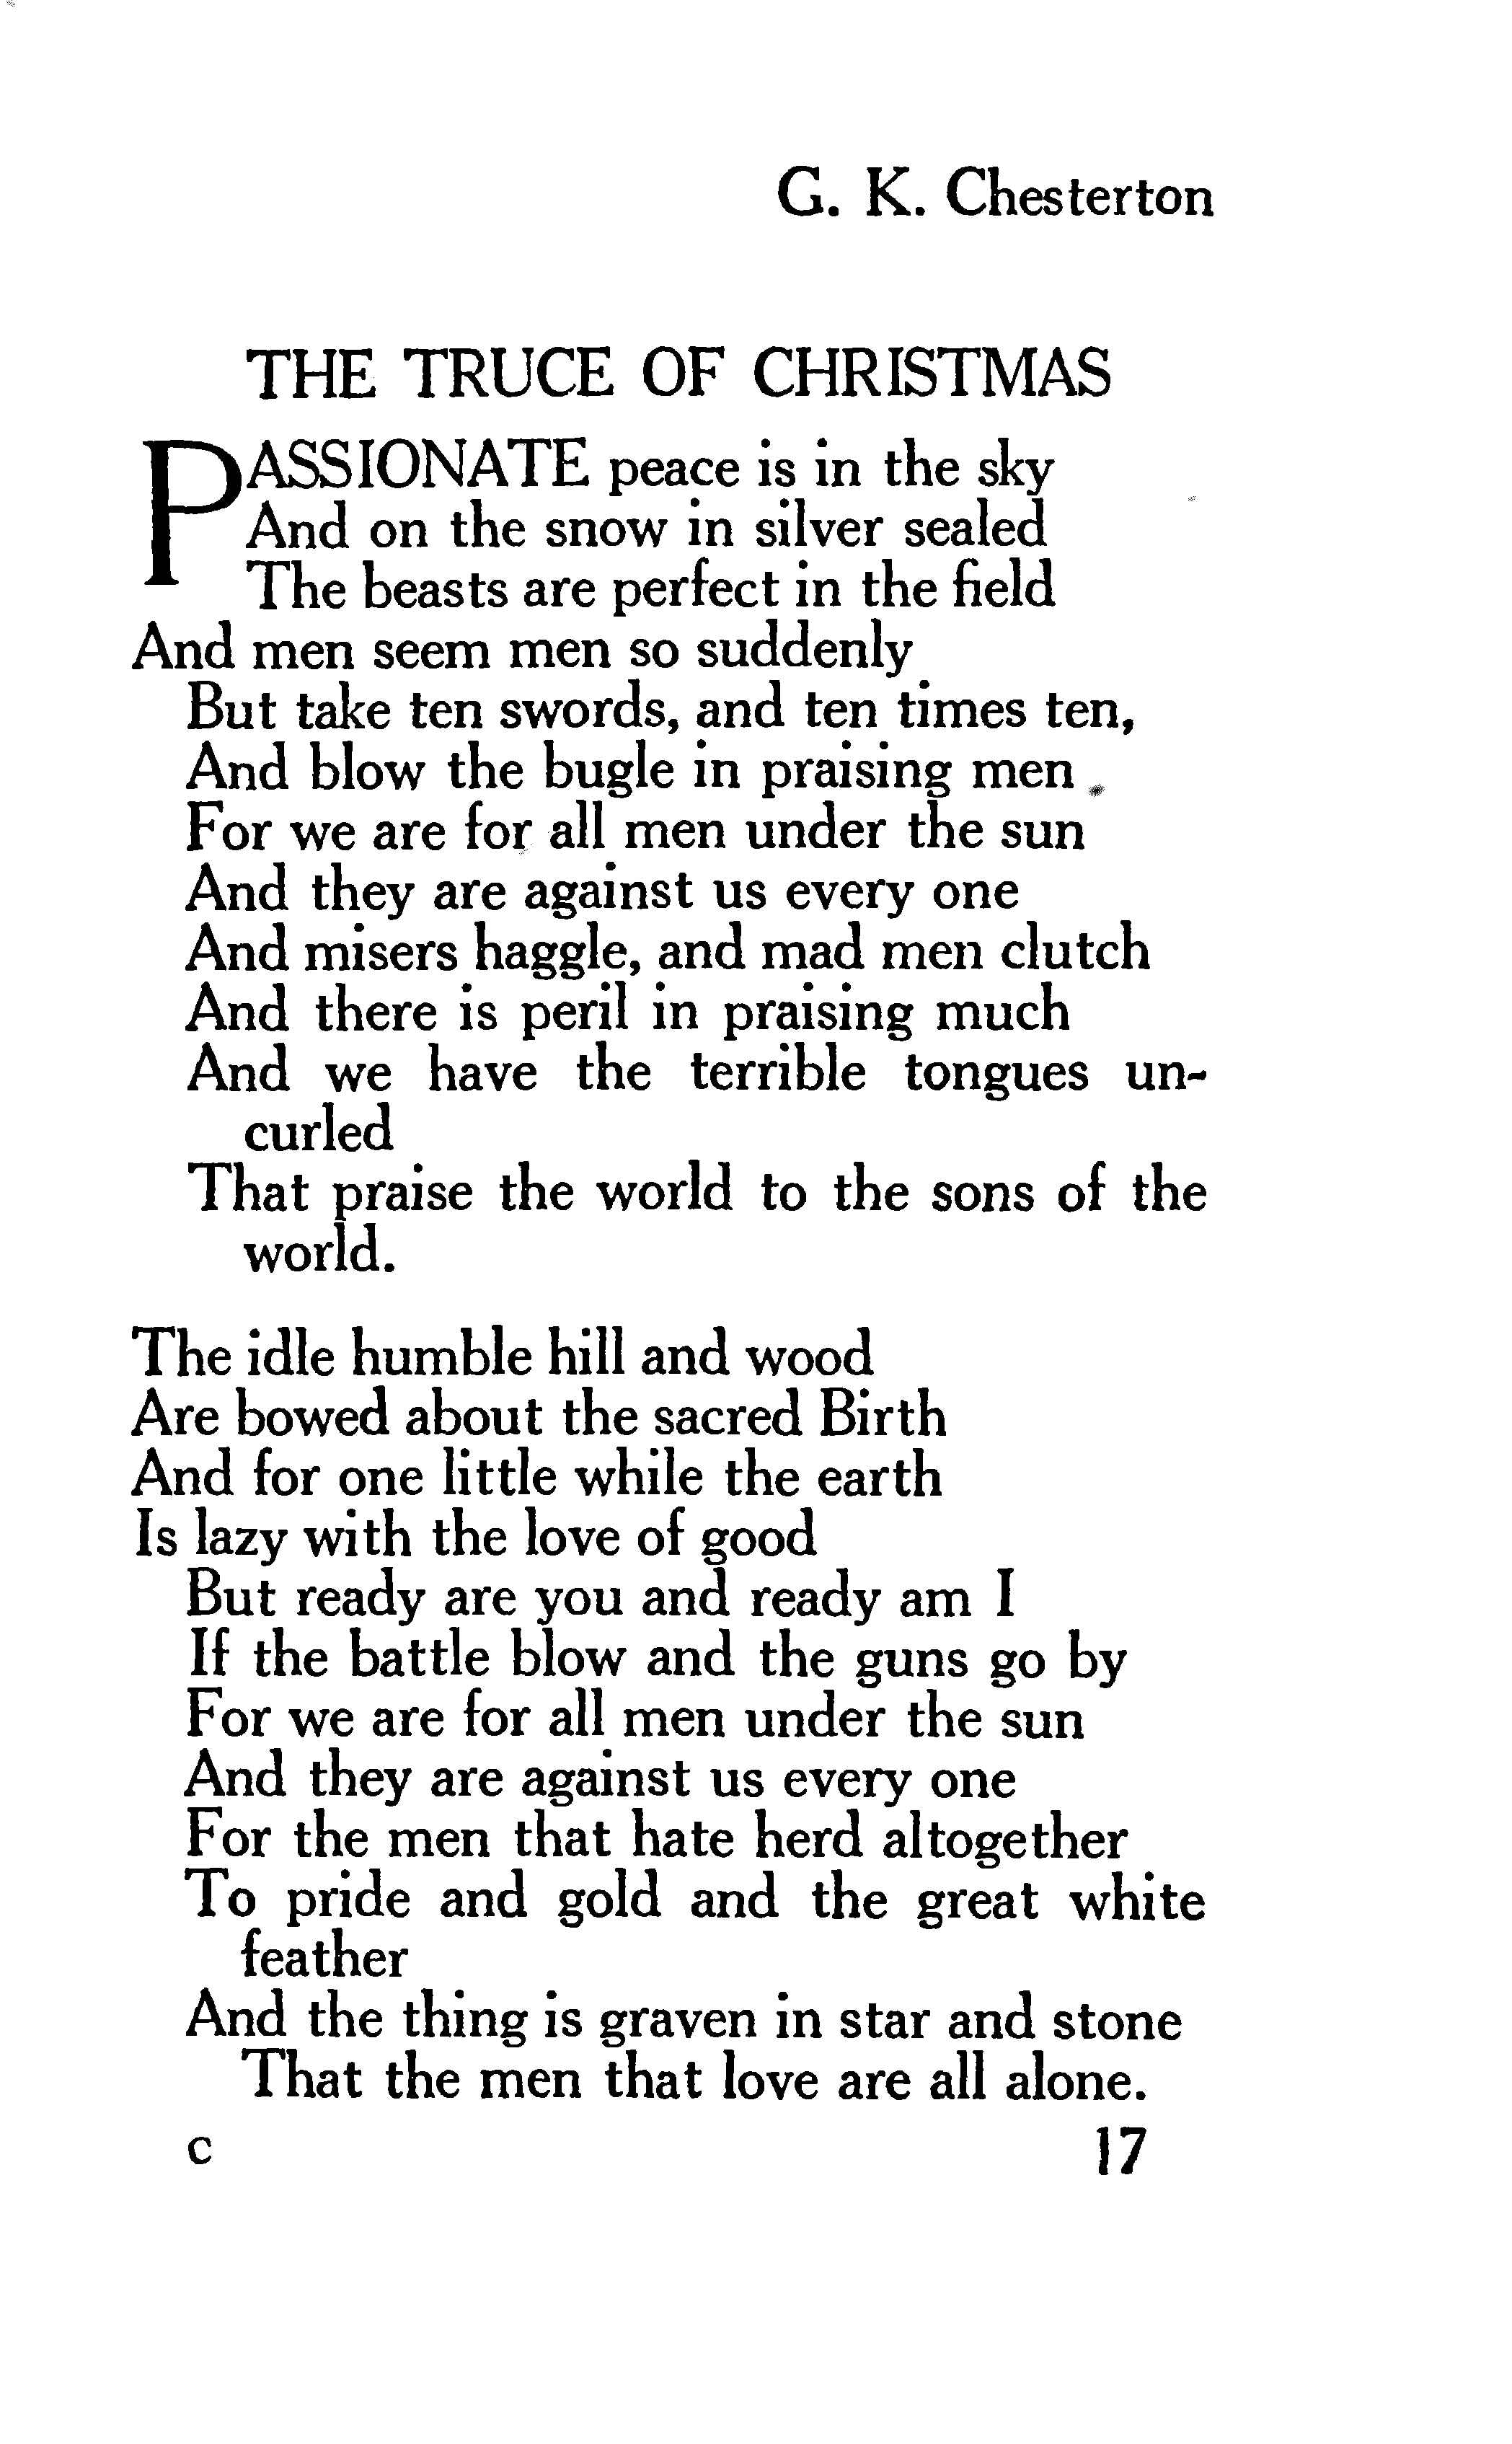 G. K. Chesterton
THE TRUCE OF CHRISTMAS
PASSIONATE peace is in the sky
And on the snow in silver sealed
The beasts are perfect in the field
And men seem men so suddenly
But take ten swords, and ten times ten,
And blow the bugle in praising men
For we are for all men under the sun
And they are against us every one
And misers haggle, and mad men clutch
And there is peril in praising much
And we have the terrible tongues un-
curled
That praise the world to the sons of the
world.
The idle humble hill and wood
Are bowed about the sacred Birth
And for one little while the earth
Is lazy with the love of good
But ready are you and ready am I
If the battle blow and the guns go by
For we are for all men under the sun
And they are against us every one
For the men that hate herd altogether
To pride and gold and the great white
feather
And the thing is graven in star and stone
That the men that love are all alone.
c 17